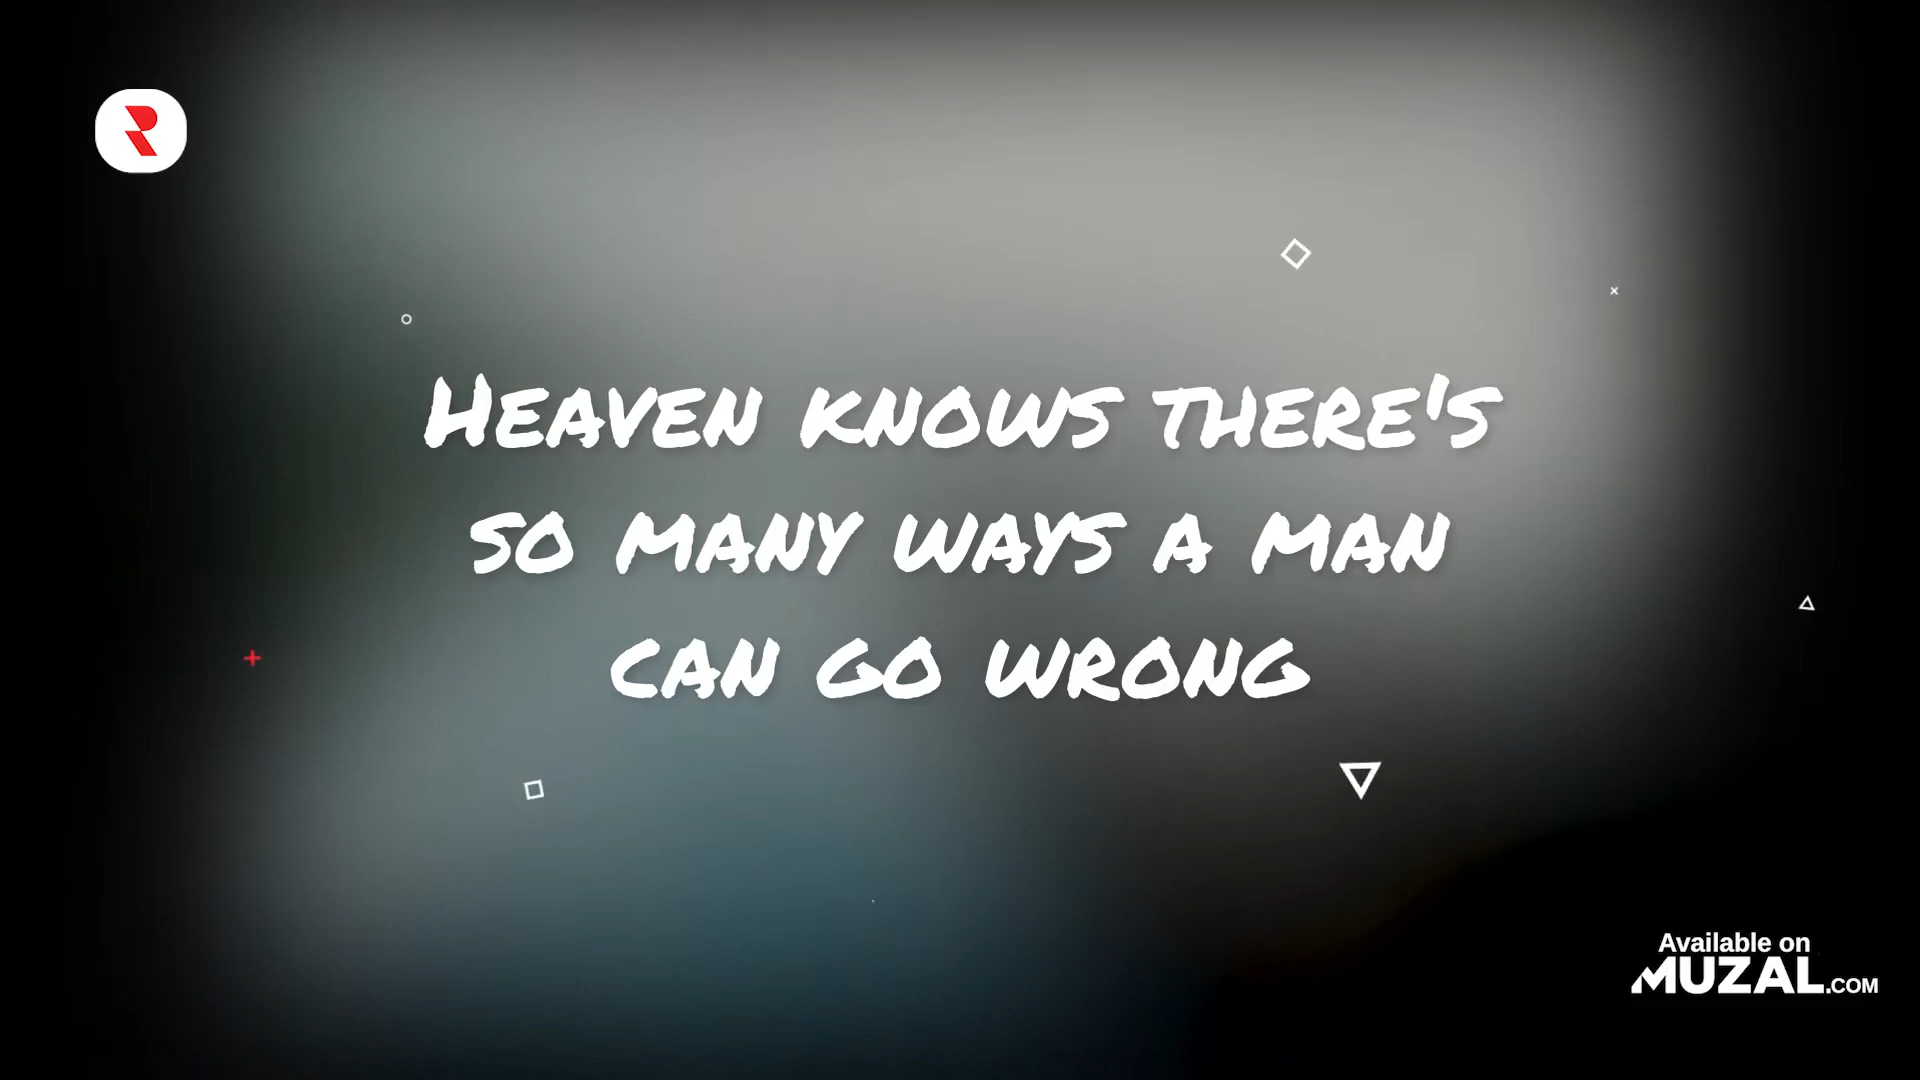 Heaven knows there's
so many ways a man
can go wrong
Available on
MUZAL.COM